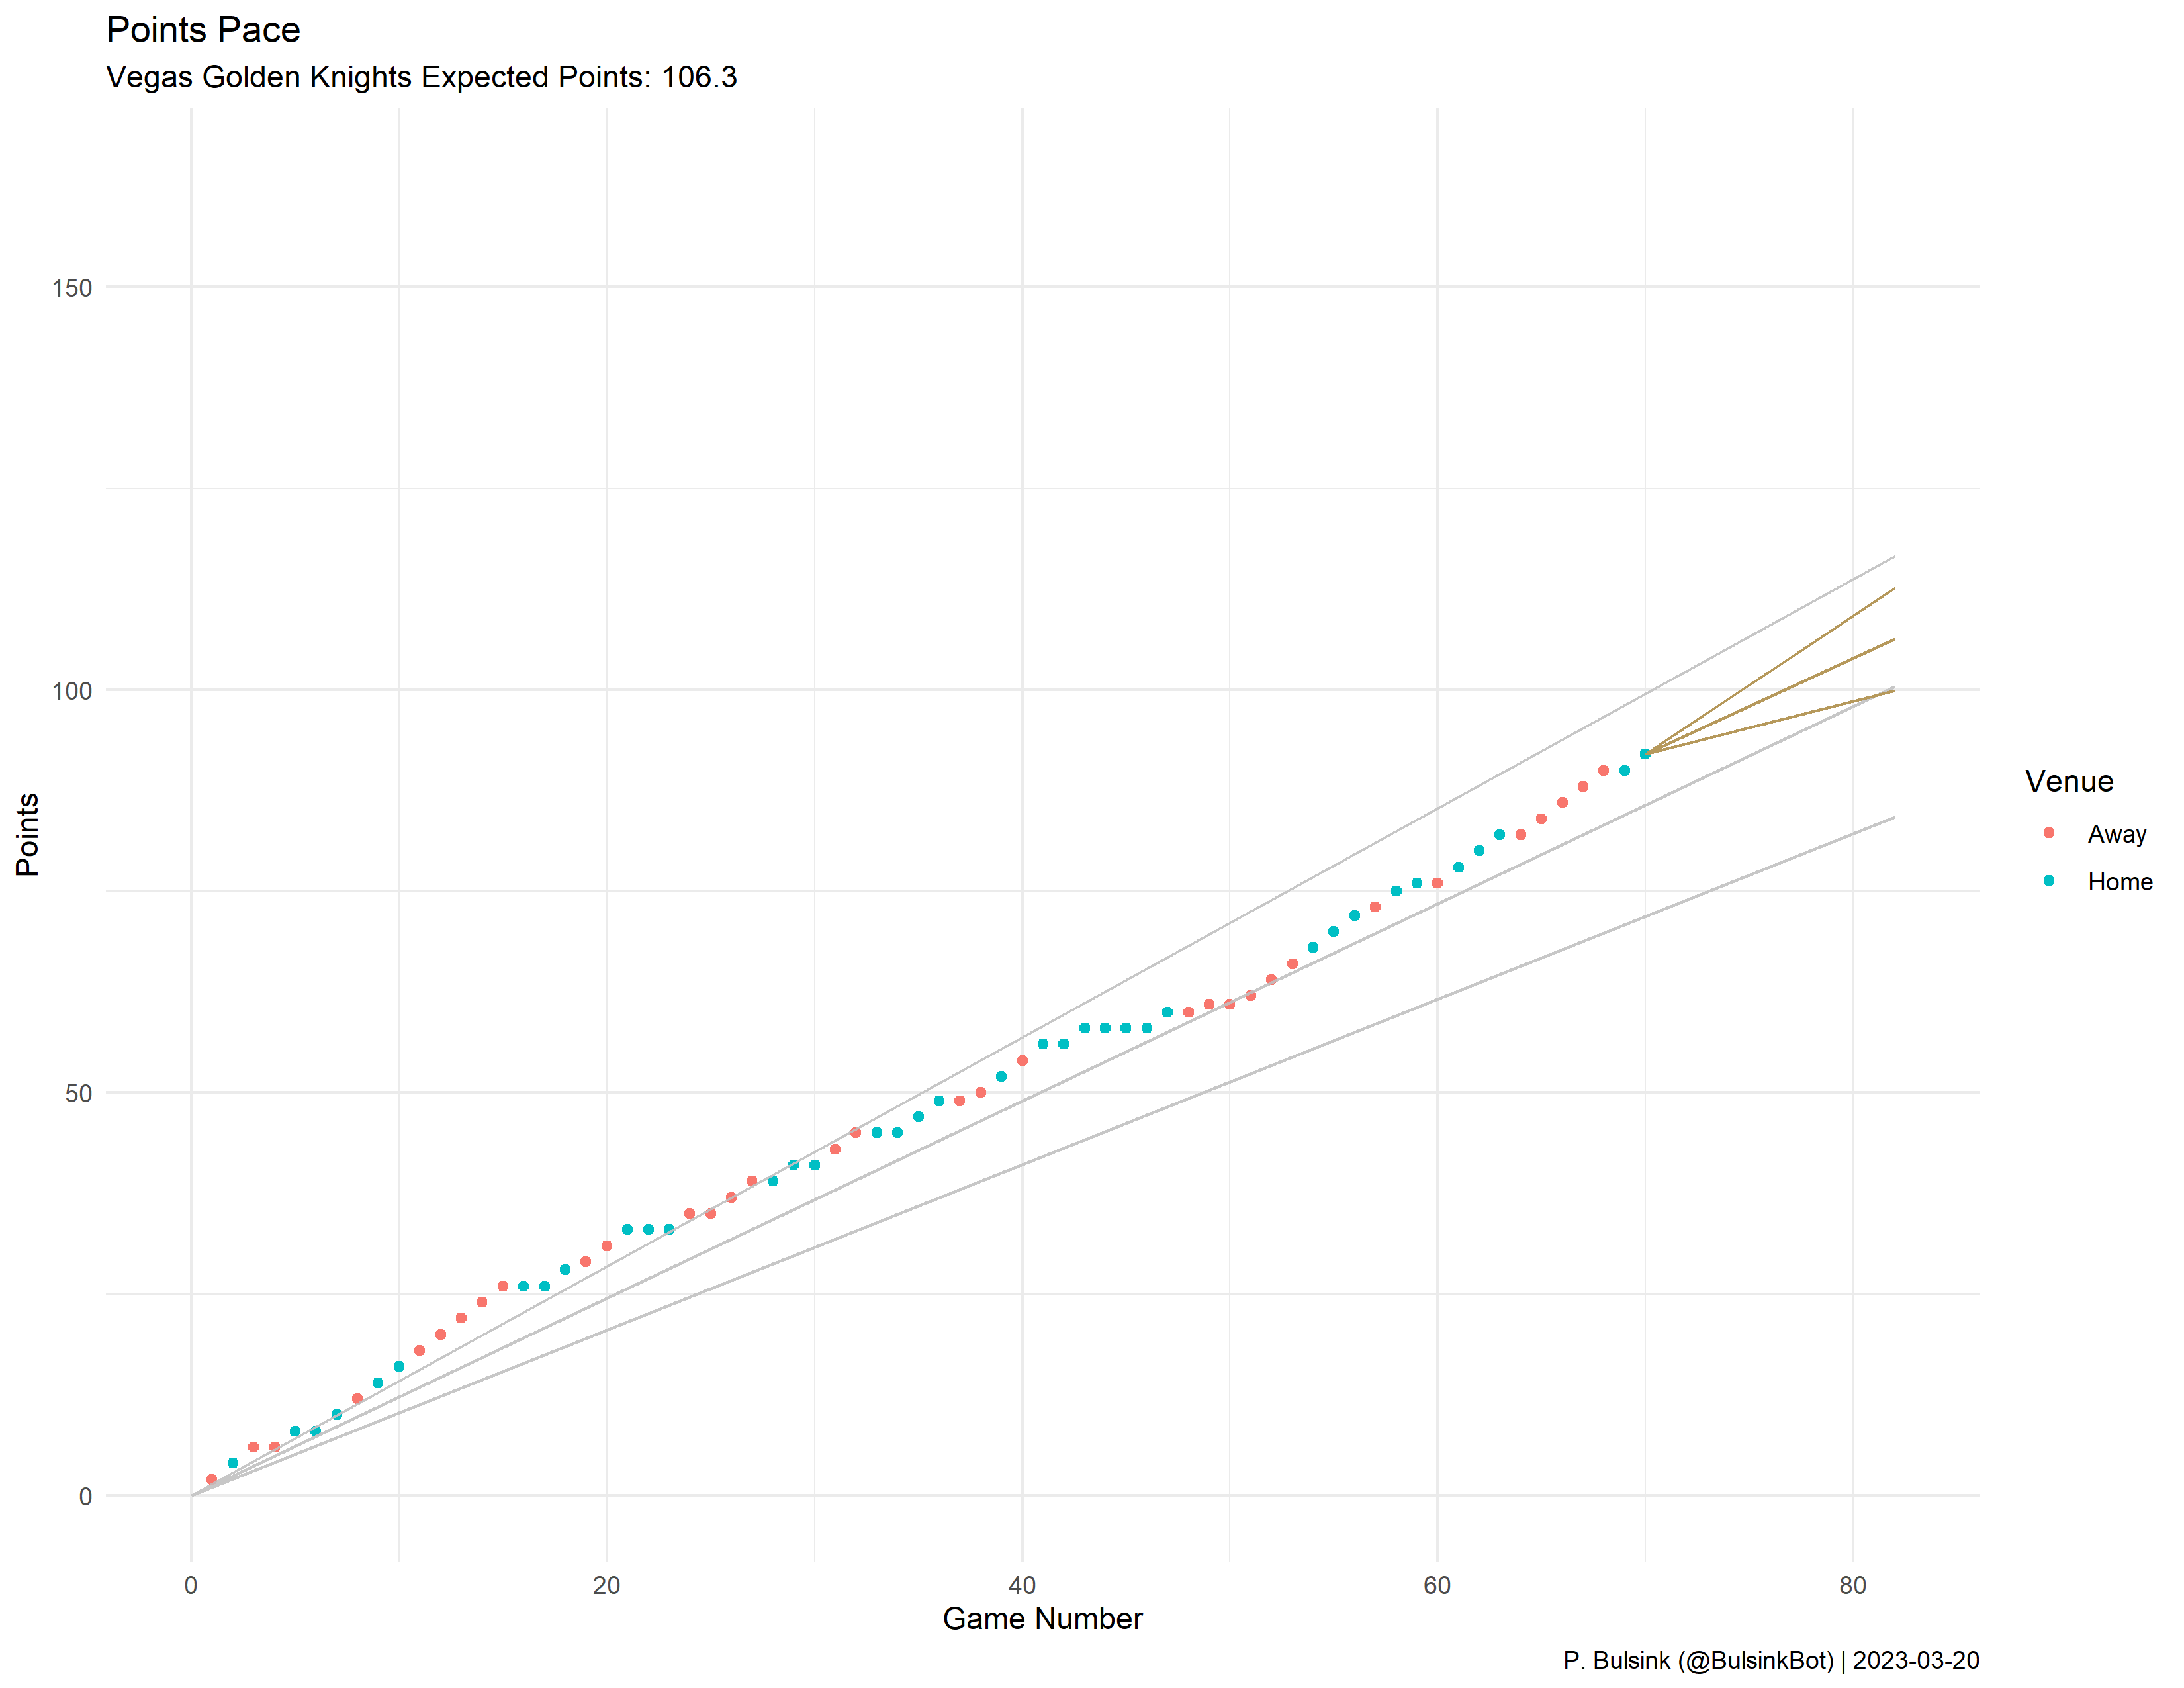 Points Pace
Vegas Golden Knights Expected Points: 106.3
150
100
50
0
Points
0 20 40 60 80
Game Number
Venue
Away
Home
P. Bulsink (@BulsinkBot) | 2023-03-20